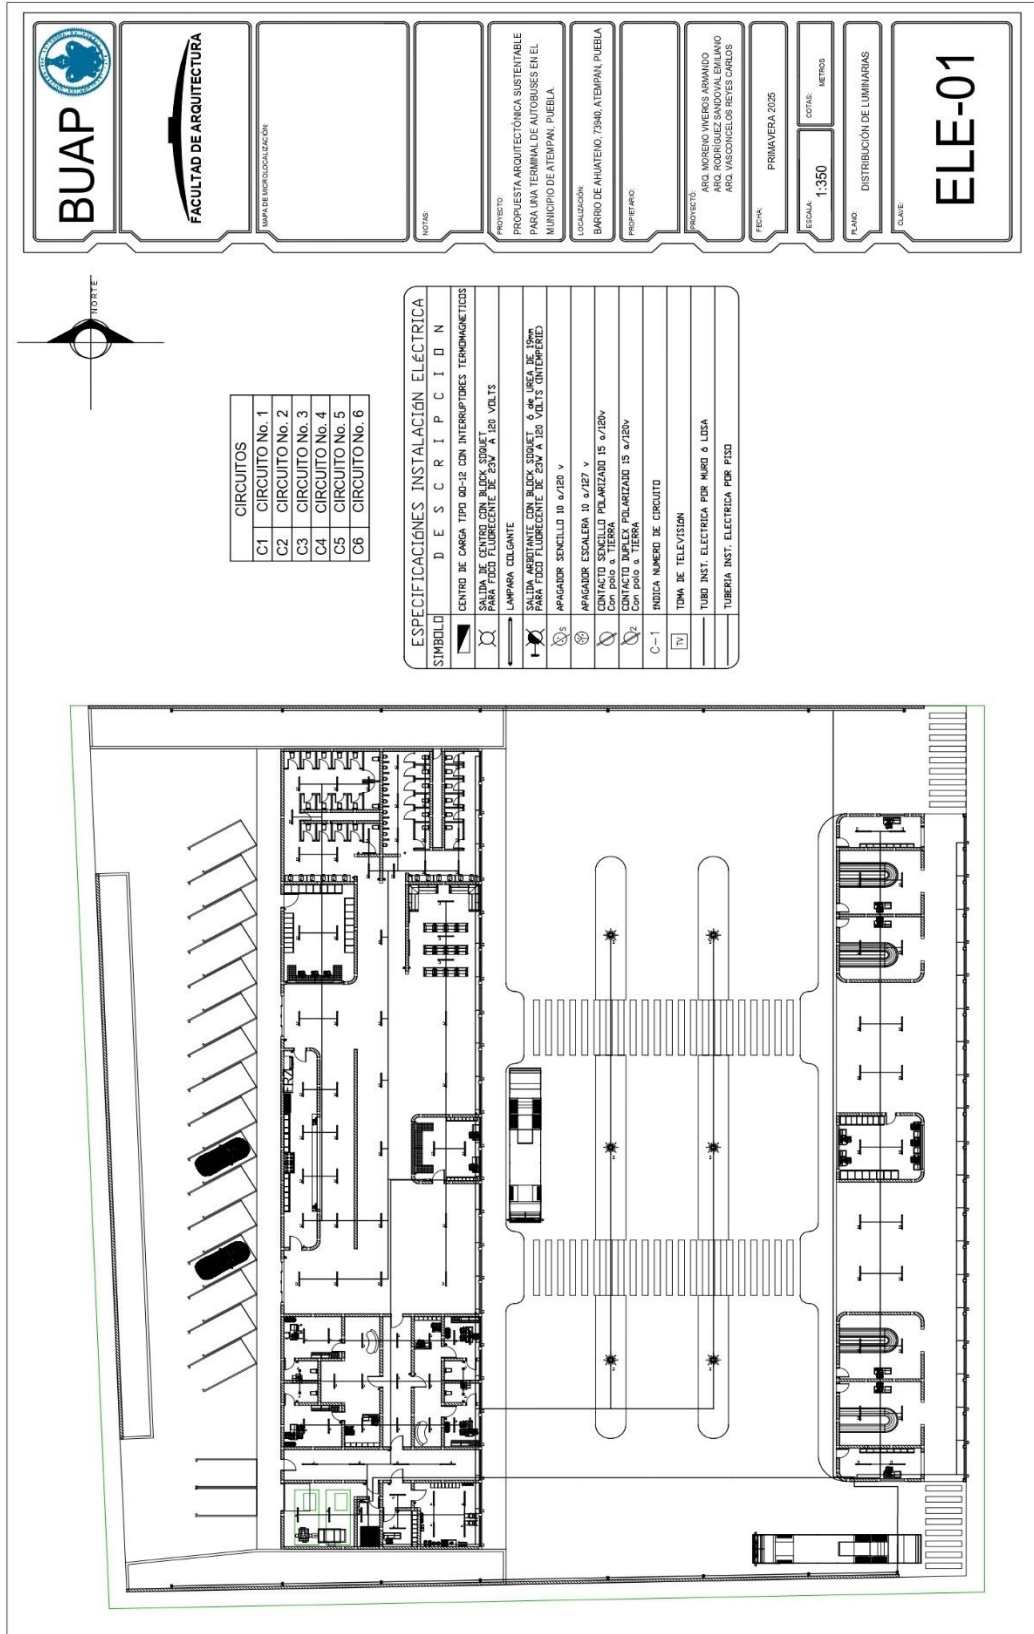 BUAP
FACULTAD DE ARQUITECTURA
MAPA DE MICROLOCALIZACIÓN:
NOTAS:
PROYECTO:
PROPUESTA ARQUITECTÓNICA SUSTENTABLE
PARA UNA TERMINAL DE AUTOBUSES EN EL
MUNICIPIO DE ATEMPAN, PUEBLA.
LOCALIZACIÓN:
BARRIO DE AHUATENO, 73940, ATEMPAN, PUEBLA
PROPIETARIO:
PROYECTÓ:
ARQ. MORENO VIVEROS ARMANDO
ARQ. RODRÍGUEZ SANDOVAL EMILIANO
ARQ. VASCONCELOS REYES CARLOS
FECHA:
PRIMAVERA 2025
ESCALA:
1:350
COTAS:
METROS
PLANO:
DISTRIBUCIÓN DE LUMINARIAS
CLAVE:
ELE-01
NORTE
CIRCUITOS
C1 CIRCUITO No. 1
C2 CIRCUITO No. 2
C3 CIRCUITO No. 3
C4 CIRCUITO No. 4
C5 CIRCUITO No. 5
C6 CIRCUITO No. 6
ESPECIFICACIÓNES INSTALACIÓN ELÉCTRICA
SIMBOLO D E S C R I P C I O N
CENTRO DE CARGA TIPO QO-12 CON INTERRUPTORES TERMOMAGNETICOS
SALIDA DE CENTRO CON BLOCK SOQUET
PARA FOCO FLUORECENTE DE 23W A 120 VOLTS
LAMPARA COLGANTE
SALIDA ARBOTANTE CON BLOCK SOQUET ó de UREA DE 19mm
PARA FOCO FLUORECENTE DE 23W A 120 VOLTS (INTEMPERIE)
S APAGADOR SENCILLO 10 a/120 v
APAGADOR ESCALERA 10 a/127 v
CONTACTO SENCILLO POLARIZADO 15 a/120v
Con polo a TIERRA
2 CONTACTO DUPLEX POLARIZADO 15 a/120v
Con polo a TIERRA
C-1 INDICA NUMERO DE CIRCUITO
TV TOMA DE TELEVISIóN
TUBO INST. ELECTRICA POR MURO ó LOSA
TUBERIA INST. ELECTRICA POR PISO